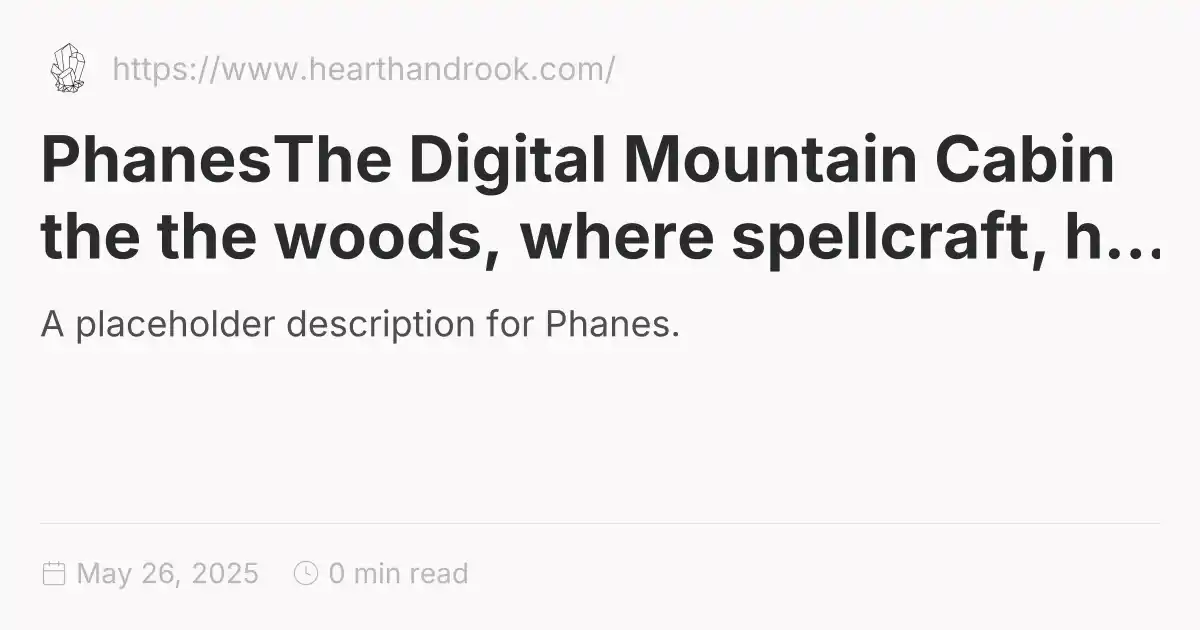 https://www.hearthandrook.com/
PhanesThe Digital Mountain Cabin
the the woods, where spellcraft, h...
A placeholder description for Phanes.
May 26, 2025 0 min read